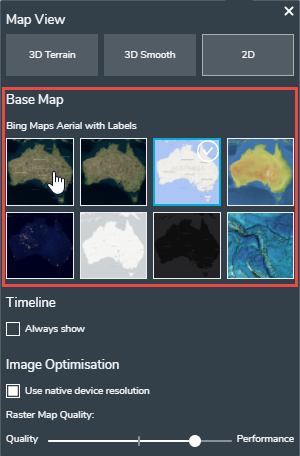 Map View
3D Terrain
3D Smooth
2D
Base Map
Bing Maps Aerial with Labels
Timeline
Always show
Image Optimisation
Use native device resolution
Raster Map Quality:
Quality
Performance